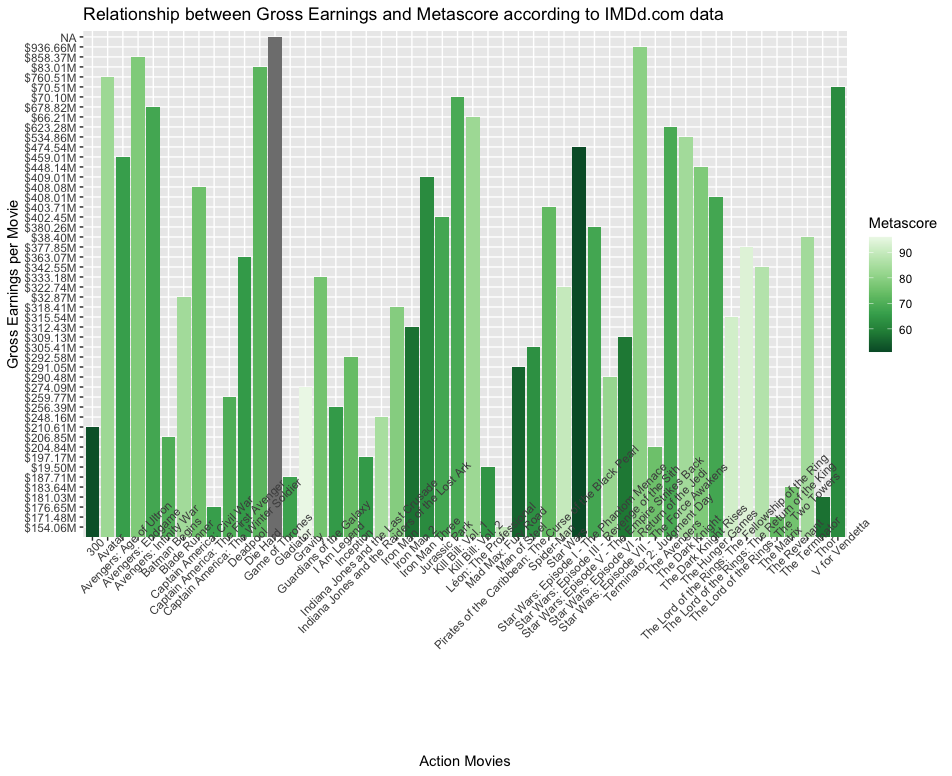 Relationship between Gross Earnings and Metascore according to IMDd.com data
Gross Earnings per Movie
NA
$936.66M
$858.37M
$83.01M
$760.51M
$70.51M
$70.10M
$678.82M
$66.21M
$623.28M
$534.86M
$474.54M
$459.01M
$448.14M
$409.01M
$408.08M
$408.01M
$403.71M
$402.45M
$380.26M
$38.40M
$377.85M
$363.07M
$342.55M
$333.18M
$322.74M
$32.87M
$318.41M
$315.54M
$312.43M
$309.13M
$305.41M
$292.58M
$291.05M
$290.48M
$274.09M
$259.77M
$256.39M
$248.16M
$210.61M
$206.85M
$204.84M
$197.17M
$19.50M
$187.71M
$183.64M
$181.03M
$176.65M
$171.48M
$154.06M
300
Avatar
Avengers: Age of Ultron
Avengers: Endgame
Avengers: Infinity War
Batman Begins
Blade Runner
Captain America: Civil War
Captain America: The First Avenger
Captain America: The Winter Soldier
Deadpool
Die Hard
Game of Thrones
Gladiator
Gravity
Guardians of the Galaxy
I Am Legend
Inception
Indiana Jones and the Last Crusade
Indiana Jones and the Raiders of the Lost Ark
Iron Man
Iron Man 2
Iron Man Three
Jurassic Park
Kill Bill: Vol. 1
Kill Bill: Vol. 2
Léon: The Professional
Mad Max: Fury Road
Man of Steel
Pirates of the Caribbean: The Curse of the Black Pearl
Spider-Man
Star Wars
Star Wars: Episode I - The Phantom Menace
Star Wars: Episode III - Revenge of the Sith
Star Wars: Episode V - The Empire Strikes Back
Star Wars: Episode VI - Return of the Jedi
Star Wars: Episode VII - The Force Awakens
Terminator 2: Judgment Day
The Avengers
The Dark Knight
The Dark Knight Rises
The Hunger Games
The Lord of the Rings: The Fellowship of the Ring
The Lord of the Rings: The Return of the King
The Lord of the Rings: The Two Towers
The Matrix
The Revenant
The Terminator
Thor
V for Vendetta
Action Movies
Metascore
90
80
70
60